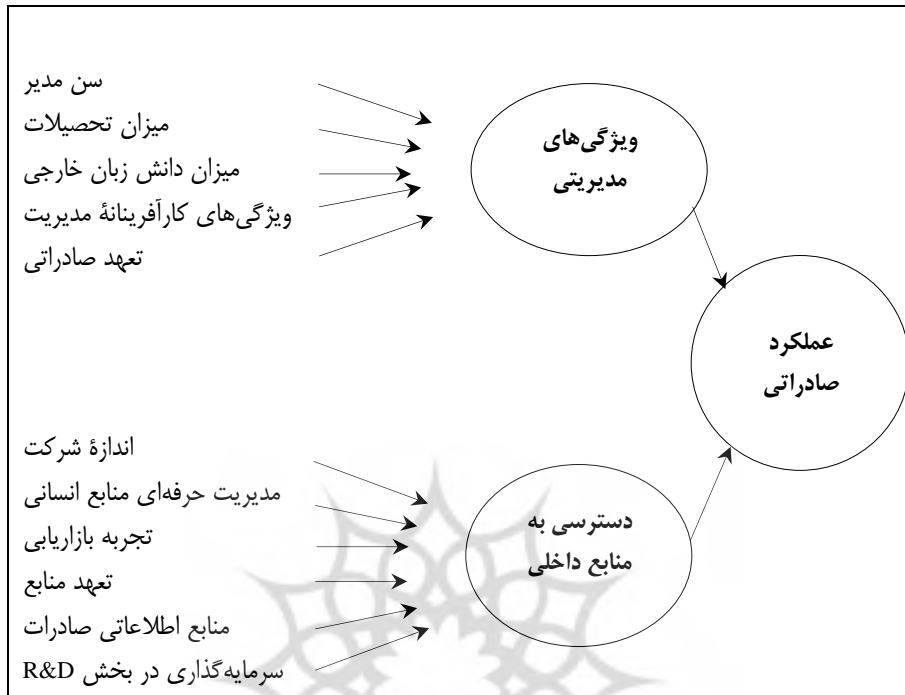 سن مدیر
میزان تحصیلات
میزان دانش زبان خارجی
ویژگی‌های کارآفرینانهٔ مدیریت
تعهد صادراتی
ویژگی‌های
مدیریتی
عملکرد
صادراتی
اندازهٔ شرکت
مدیریت حرفه‌ای منابع انسانی
تجربه بازاریابی
تعهد منابع
منابع اطلاعاتی صادرات
سرمایه‌گذاری در بخش R&D
دسترسی به
منابع داخلی